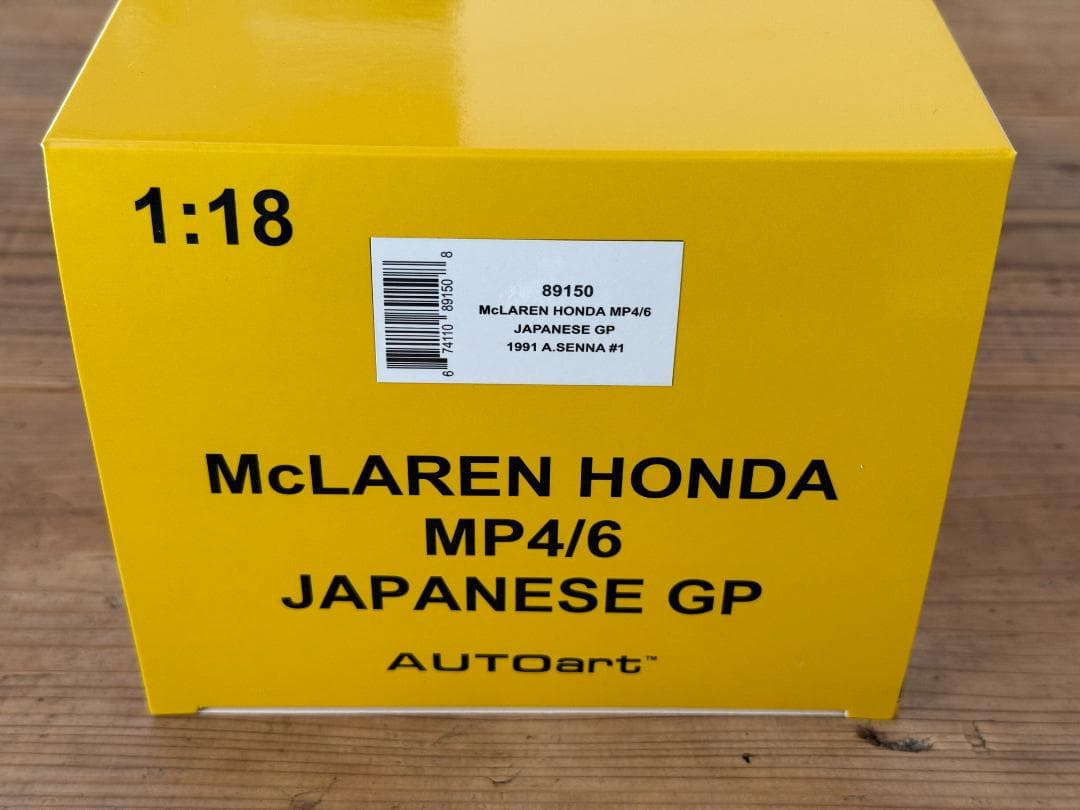 1:18
6 74110 89150 8
89150
McLAREN HONDA MP4/6
JAPANESE GP
1991 A.SENNA #1
McLAREN HONDA
MP4/6
JAPANESE GP
AUTOart™